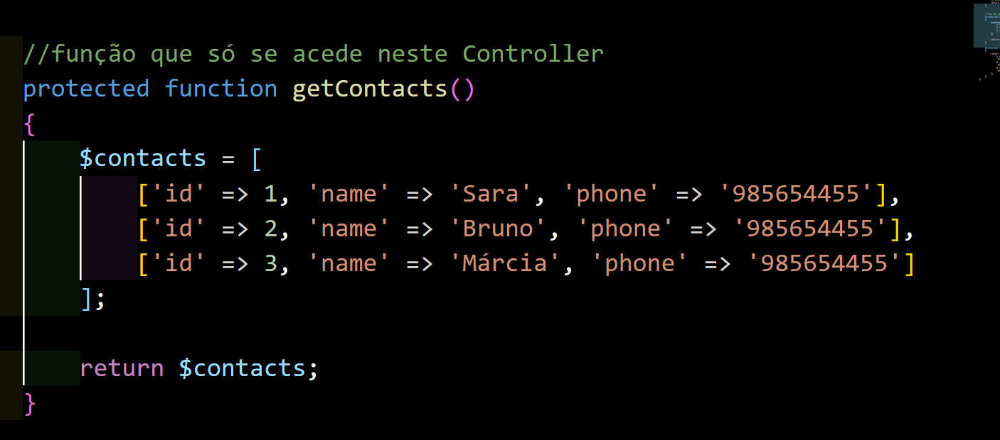 //função que só se acede neste Controller
protected function getContacts()
{
$contacts = [
['id' => 1, 'name' => 'Sara', 'phone' => '985654455'],
['id' => 2, 'name' => 'Bruno', 'phone' => '985654455'],
['id' => 3, 'name' => 'Márcia', 'phone' => '985654455']
];
return $contacts;
}